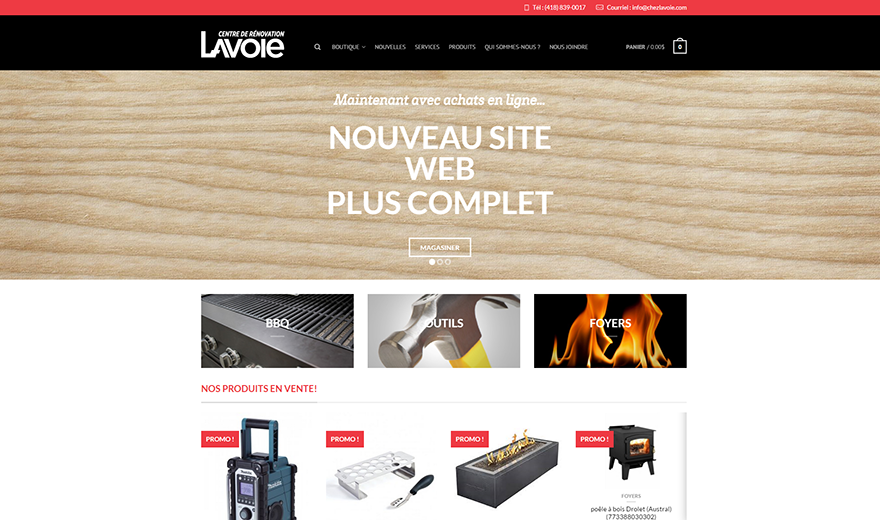 Tél : (418) 839-0017 Courriel : info@chezlavoie.com
CENTRE DE RÉNOVATION
LAVOIE
BOUTIQUE NOUVELLES SERVICES PRODUITS QUI SOMMES-NOUS ? NOUS JOINDRE PANIER / 0.00$ 0
Maintenant avec achats en ligne...
NOUVEAU SITE
WEB
PLUS COMPLET
MAGASINER
BBQ OUTILS FOYERS
NOS PRODUITS EN VENTE!
PROMO ! PROMO ! PROMO ! PROMO !
FOYERS
poêle à bois Drolet (Austral)
(773388030302)